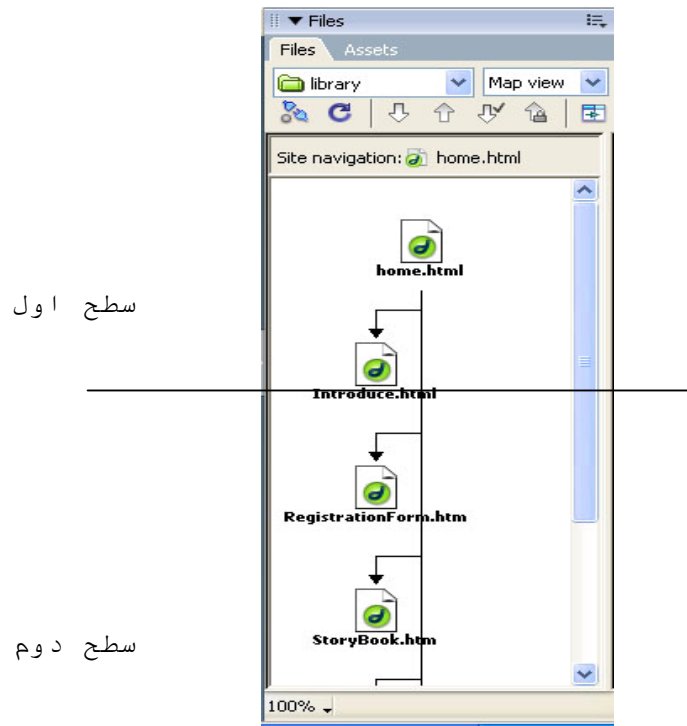 Files
Files Assets
library Map view
Site navigation: home.html
home.html
سطح اول
Introduce.html
RegistrationForm.htm
StoryBook.htm
سطح دوم
100%